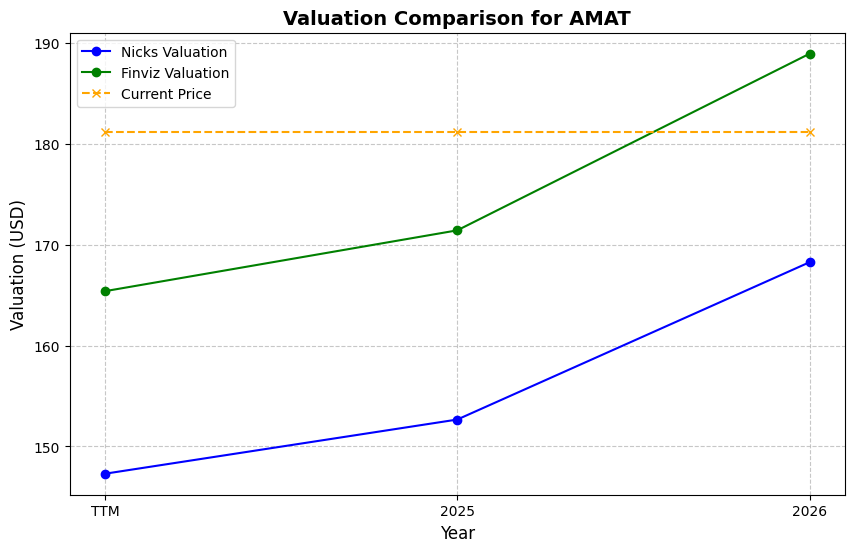 Valuation Comparison for AMAT
Nicks Valuation
Finviz Valuation
Current Price
190
180
170
160
150
Valuation (USD)
TTM
2025
2026
Year